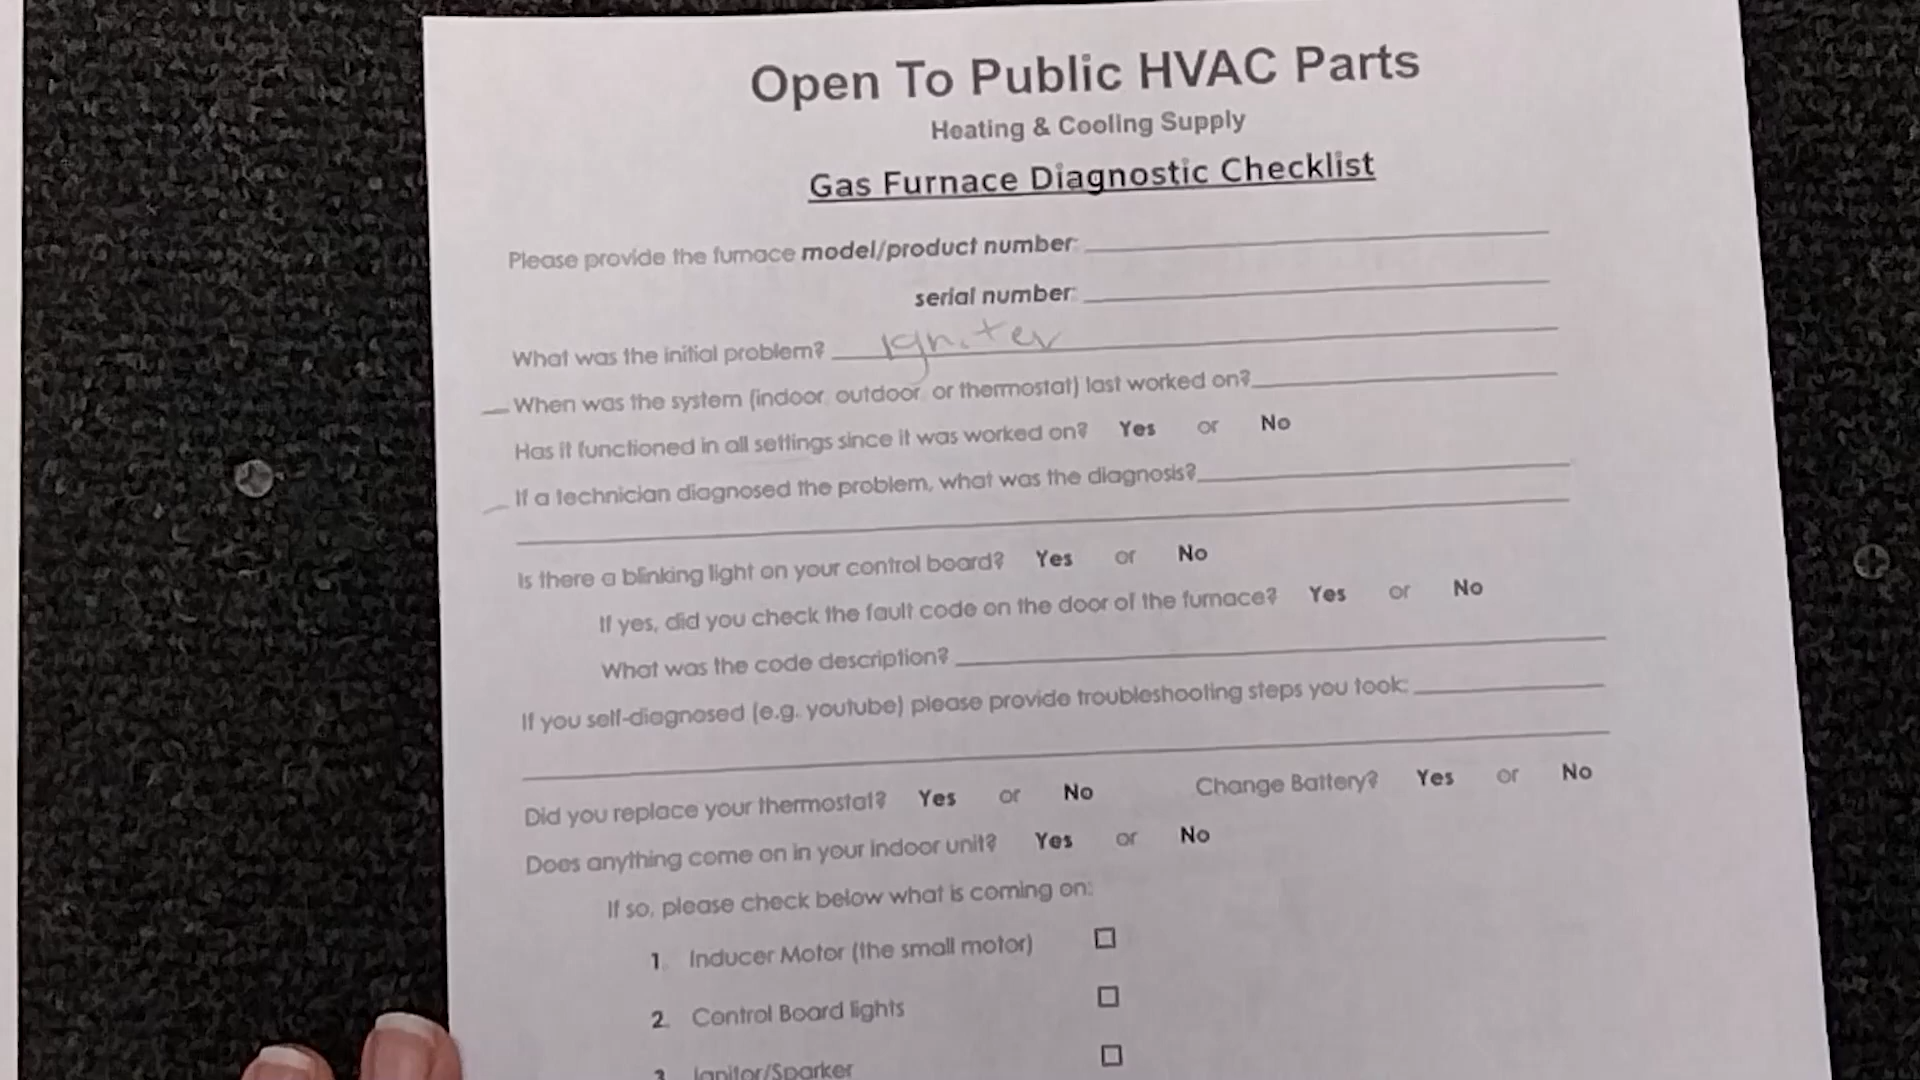 Open To Public HVAC Parts
Heating & Cooling Supply
Gas Furnace Diagnostic Checklist
Please provide the furnace model/product number:
serial number:
What was the initial problem? Igniter
When was the system (indoor, outdoor, or thermostat) last worked on?
Has it functioned in all settings since it was worked on? Yes or No
If a technician diagnosed the problem, what was the diagnosis?
Is there a blinking light on your control board? Yes or No
If yes, did you check the fault code on the door of the furnace? Yes or No
What was the code description?
If you self-diagnosed (e.g. youtube) please provide troubleshooting steps you took:
Did you replace your thermostat? Yes or No Change Battery? Yes or No
Does anything come on in your indoor unit? Yes or No
If so, please check below what is coming on:
1. Inducer Motor (the small motor)
2. Control Board lights
3. Ignitor/Sparker